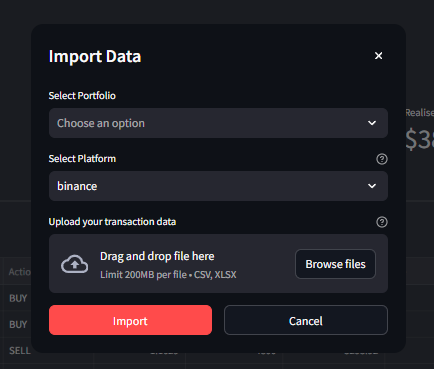 Import Data
Select Portfolio
Choose an option
Select Platform
binance
Upload your transaction data
Drag and drop file here
Limit 200MB per file • CSV, XLSX
Browse files
Import
Cancel
Realise
$38
Actio
BUY
BUY
SELL